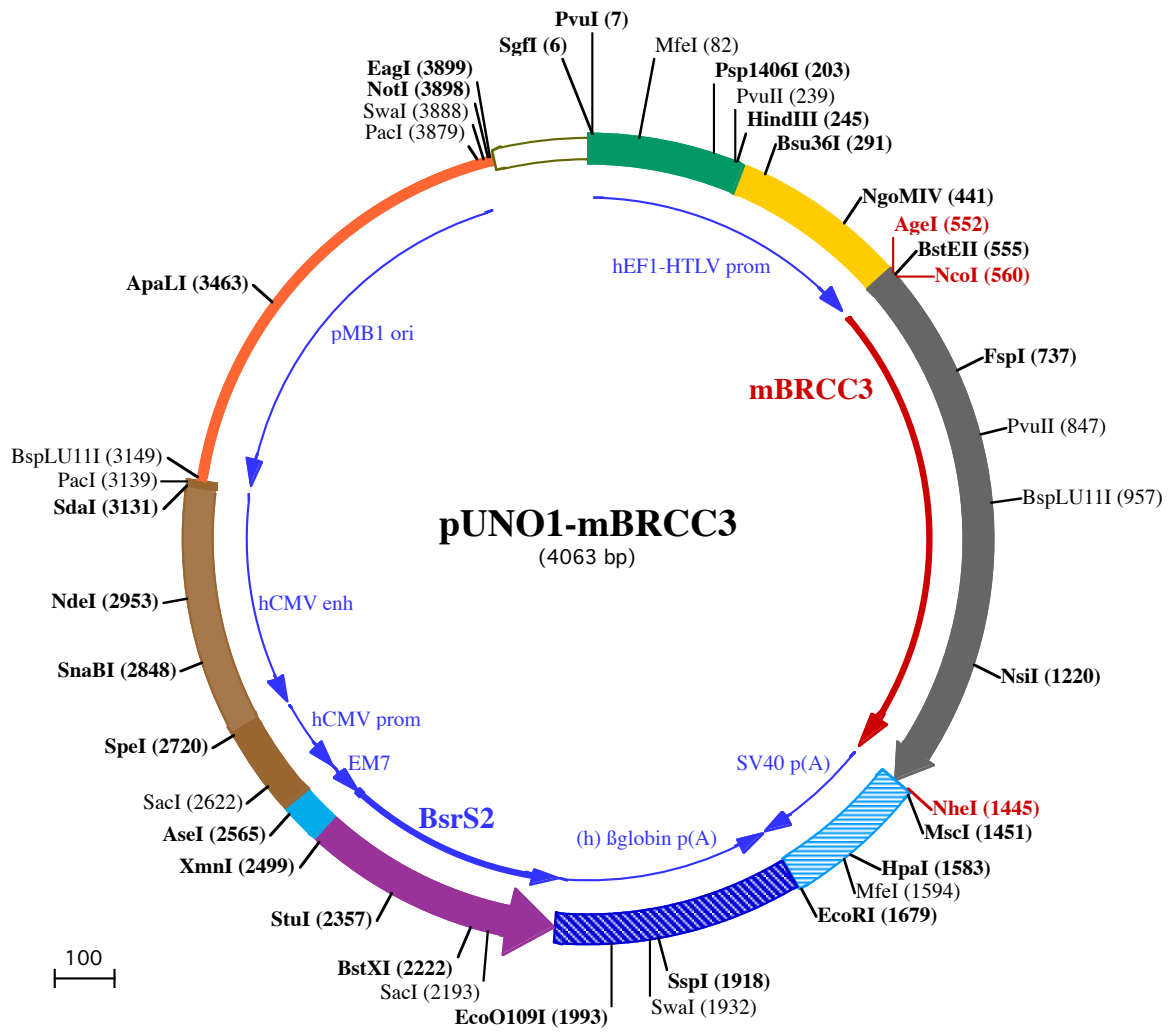 PvuI (7)
SgfI (6)
MfeI (82)
EagI (3899)
Psp1406I (203)
NotI (3898)
PvuII (239)
SwaI (3888)
HindIII (245)
PacI (3879)
Bsu36I (291)
NgoMIV (441)
AgeI (552)
BstEII (555)
hEF1-HTLV prom
NcoI (560)
ApaLI (3463)
pMB1 ori
FspI (737)
mBRCC3
PvuII (847)
BspLU11I (3149)
PacI (3139)
BspLU11I (957)
SdaI (3131)
pUNO1-mBRCC3
(4063 bp)
NdeI (2953)
hCMV enh
SnaBI (2848)
NsiI (1220)
hCMV prom
SpeI (2720)
EM7
SV40 p(A)
SacI (2622)
NheI (1445)
BsrS2
AseI (2565)
MscI (1451)
(h) ßglobin p(A)
XmnI (2499)
HpaI (1583)
MfeI (1594)
StuI (2357)
EcoRI (1679)
100
BstXI (2222)
SspI (1918)
SacI (2193)
SwaI (1932)
EcoO109I (1993)